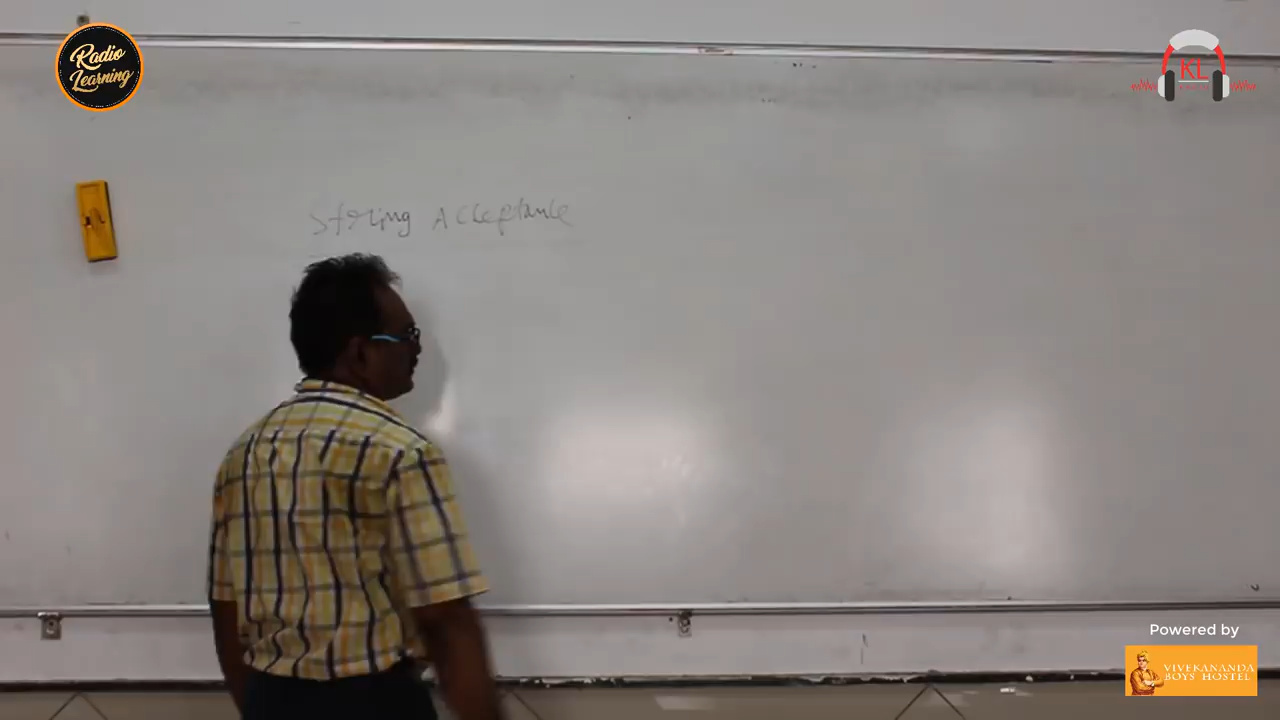 Radio
Learning
KL
String Acceptance
Powered by
VIVEKANANDA
BOYS HOSTEL